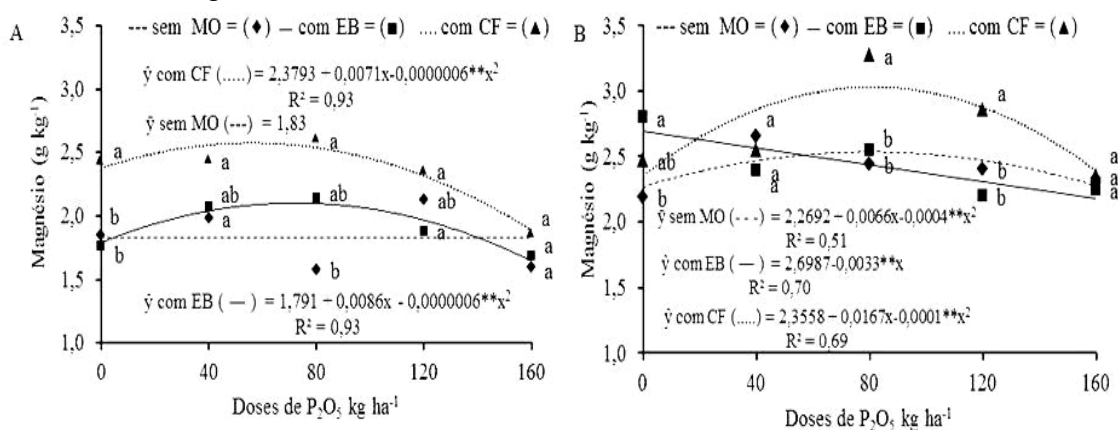 A
--- sem MO = (♦) — com EB = (■) ..... com CF = (▲)
3,5
3,0
2,5
2,0
1,5
1,0
Magnésio (g kg⁻¹)
ŷ com CF (.....) = 2,3793 + 0,0071x-0,0000006**x²
R² = 0,93
ŷ sem MO (---) = 1,83
a a a a a
b ab ab ab a
b a b a a
ŷ com EB ( — ) = 1,791 + 0,0086x - 0,0000006**x²
R² = 0,93
0 40 80 120 160
Doses de P₂O₅ kg ha⁻¹
B
--- sem MO = (♦) — com EB = (■) ..... com CF = (▲)
3,5
3,0
2,5
2,0
1,5
1,0
Magnésio (g kg⁻¹)
a a a a
ab a b b a
b a b b a
ŷ sem MO (- - -) = 2,2692 + 0,0066x-0,0004**x²
R² = 0,51
ŷ com EB ( — ) = 2,6987-0,0033**x
R² = 0,70
ŷ com CF (.....) = 2,3558 + 0,0167x-0,0001**x²
R² = 0,69
0 40 80 120 160
Doses de P₂O₅ kg ha⁻¹